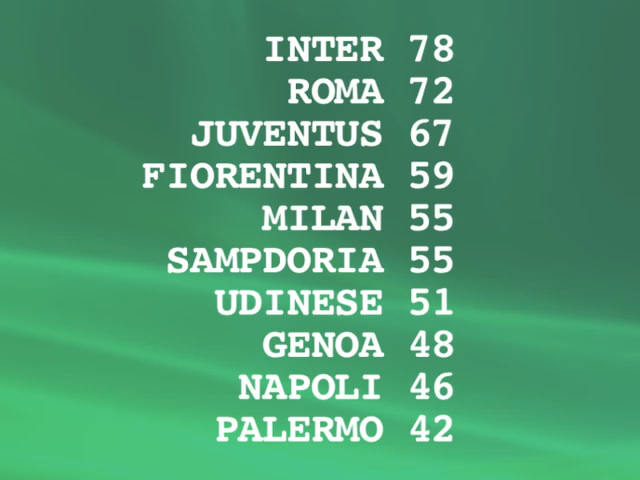 INTER 78
ROMA 72
JUVENTUS 67
FIORENTINA 59
MILAN 55
SAMPDORIA 55
UDINESE 51
GENOA 48
NAPOLI 46
PALERMO 42